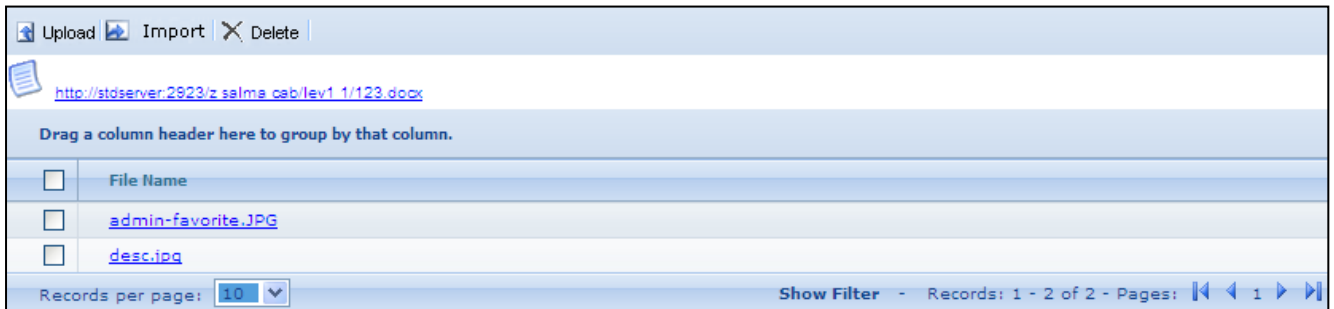 Upload Import Delete
http://stdserver:2923/z salma cab/lev1 1/123.docx
Drag a column header here to group by that column.
File Name
admin-favorite.JPG
desc.jpg
Records per page: 10 Show Filter - Records: 1 - 2 of 2 - Pages: 1